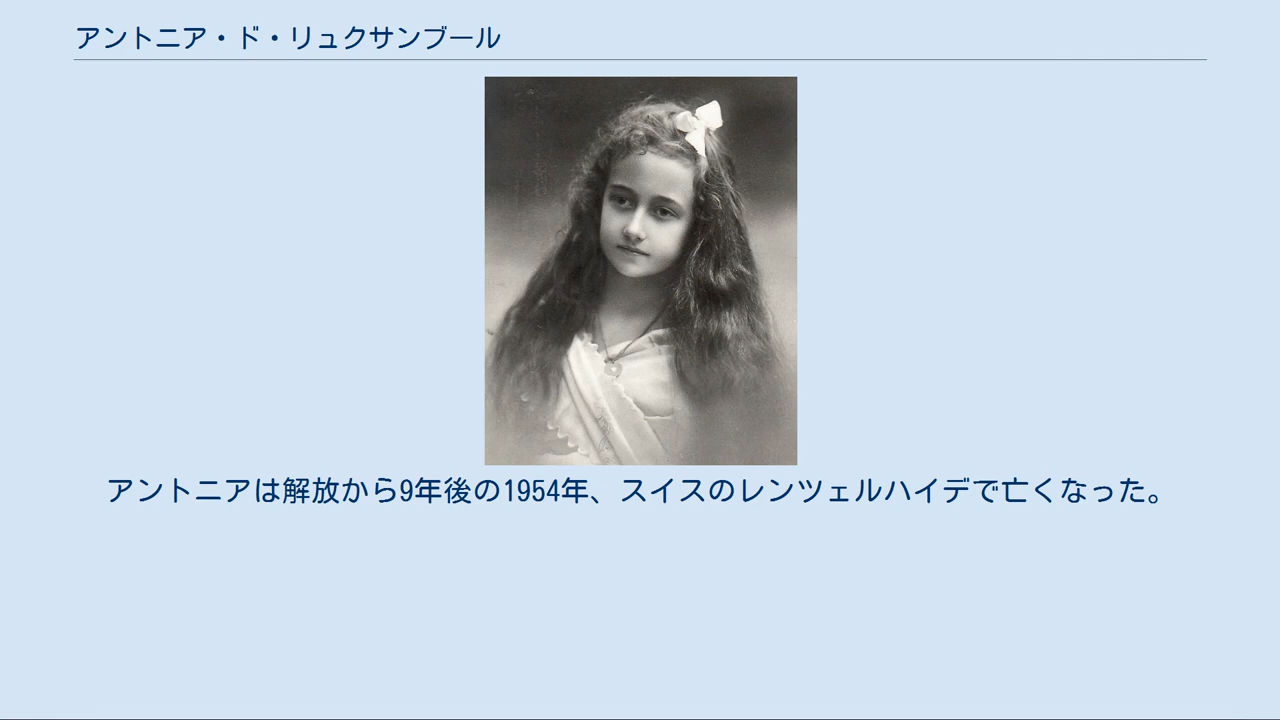 アントニア・ド・リュクサンブール
アントニアは解放から9年後の1954年、スイスのレンツェルハイデで亡くなった。